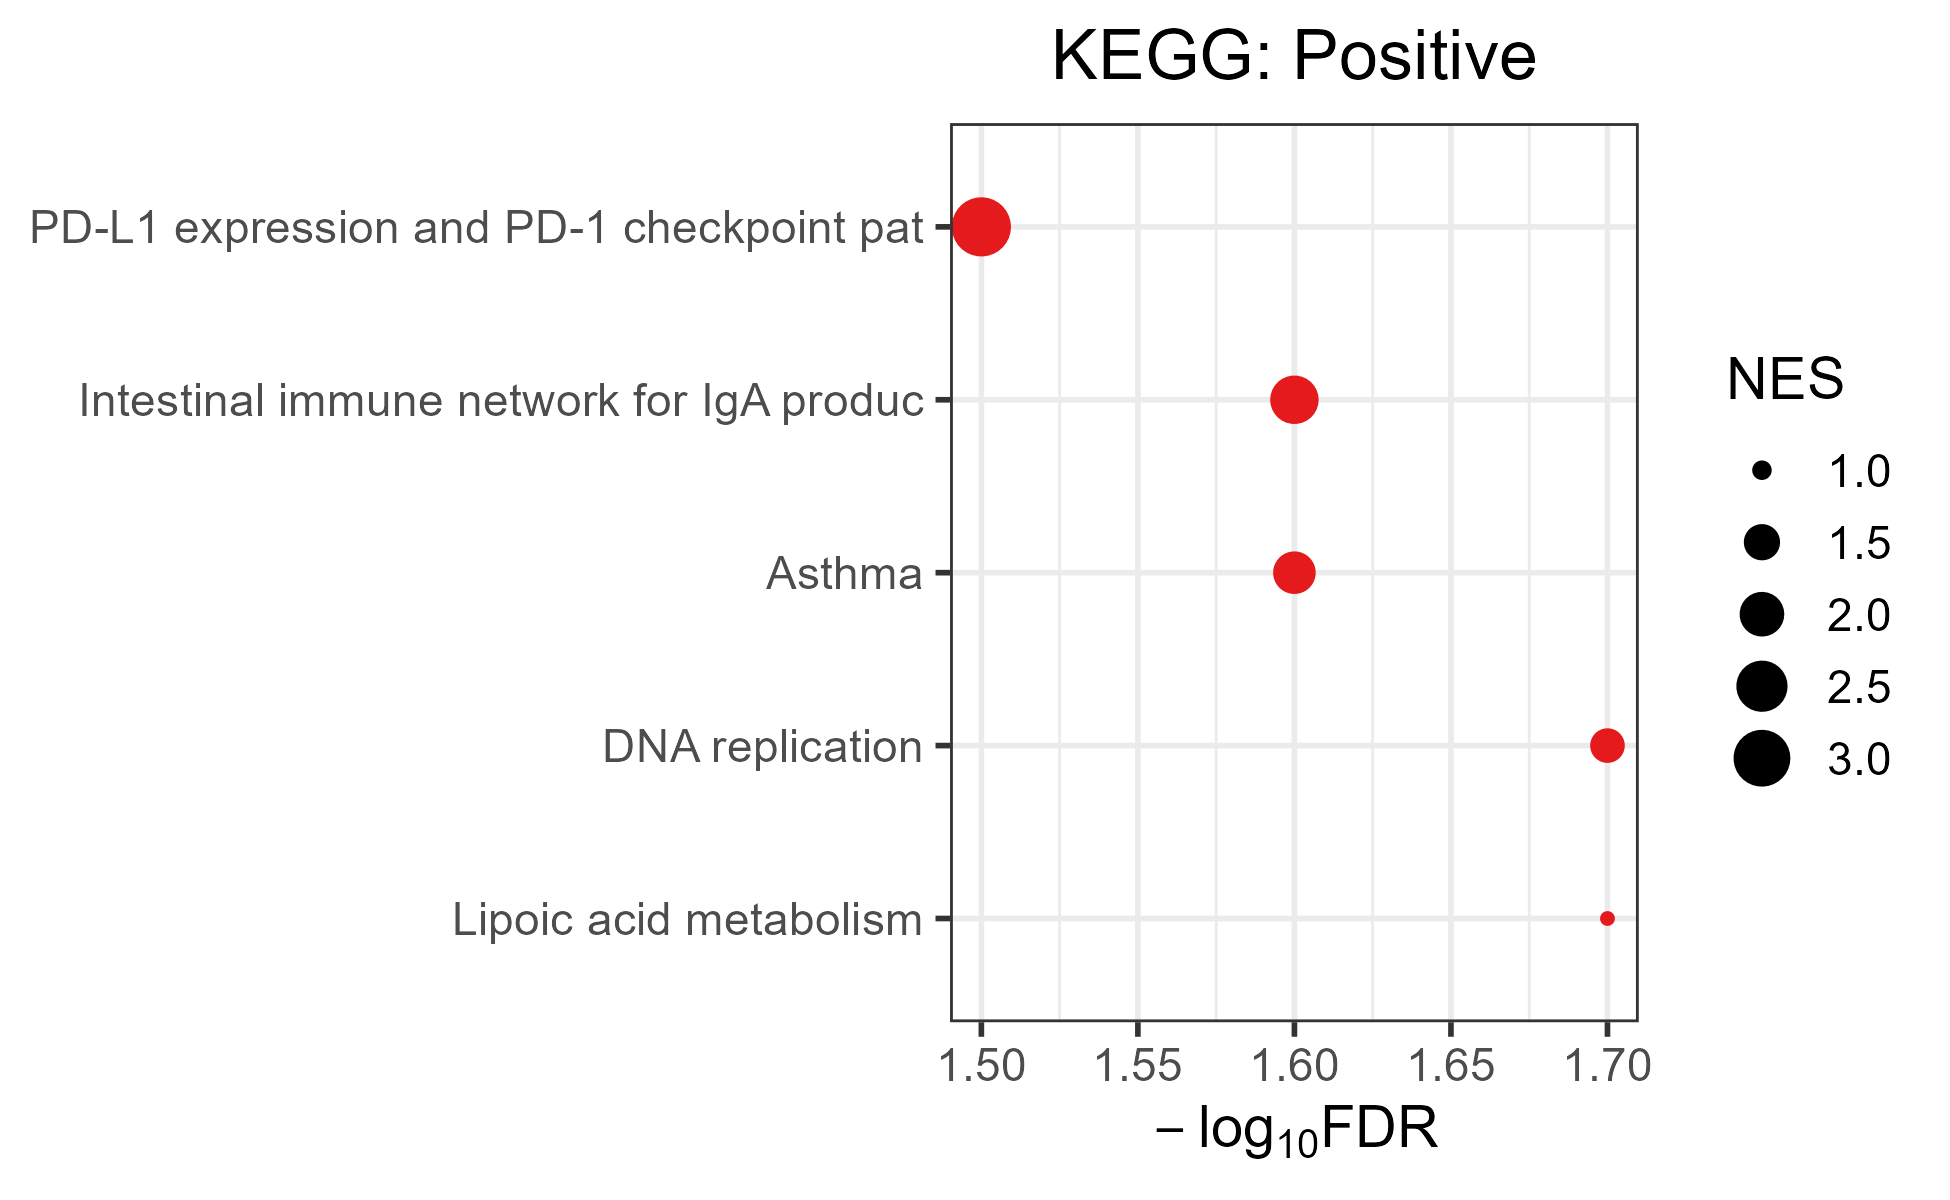 KEGG: Positive
PD-L1 expression and PD-1 checkpoint pat
Intestinal immune network for IgA produc
Asthma
DNA replication
Lipoic acid metabolism
1.50 1.55 1.60 1.65 1.70
− log₁₀FDR
NES
1.0
1.5
2.0
2.5
3.0